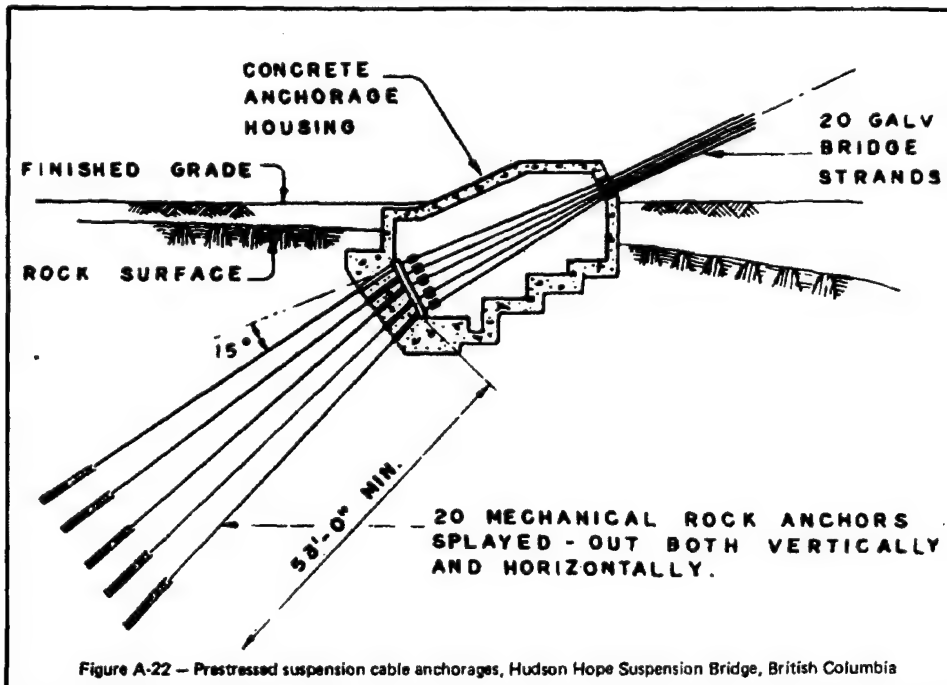 CONCRETE
ANCHORAGE
HOUSING
20 GALV
BRIDGE
STRANDS
FINISHED GRADE
ROCK SURFACE
15°
58'-0" MIN.
20 MECHANICAL ROCK ANCHORS
SPLAYED-OUT BOTH VERTICALLY
AND HORIZONTALLY.
Figure A-22 — Prestressed suspension cable anchorages, Hudson Hope Suspension Bridge, British Columbia